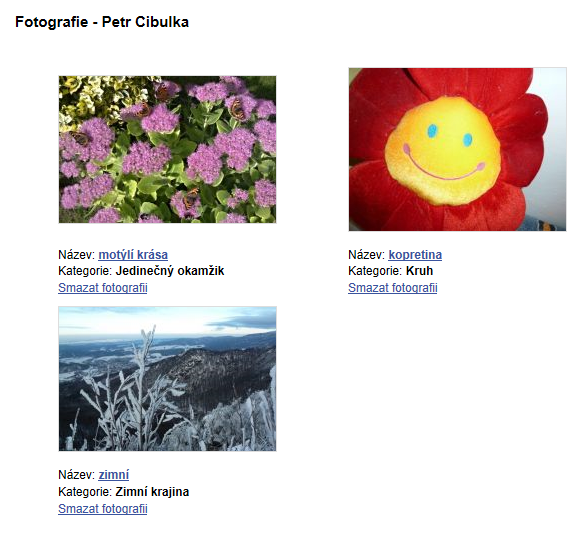 Fotografie - Petr Cibulka
Název: motýlí krása
Kategorie: Jedinečný okamžik
Smazat fotografii
Název: kopretina
Kategorie: Kruh
Smazat fotografii
Název: zimní
Kategorie: Zimní krajina
Smazat fotografii